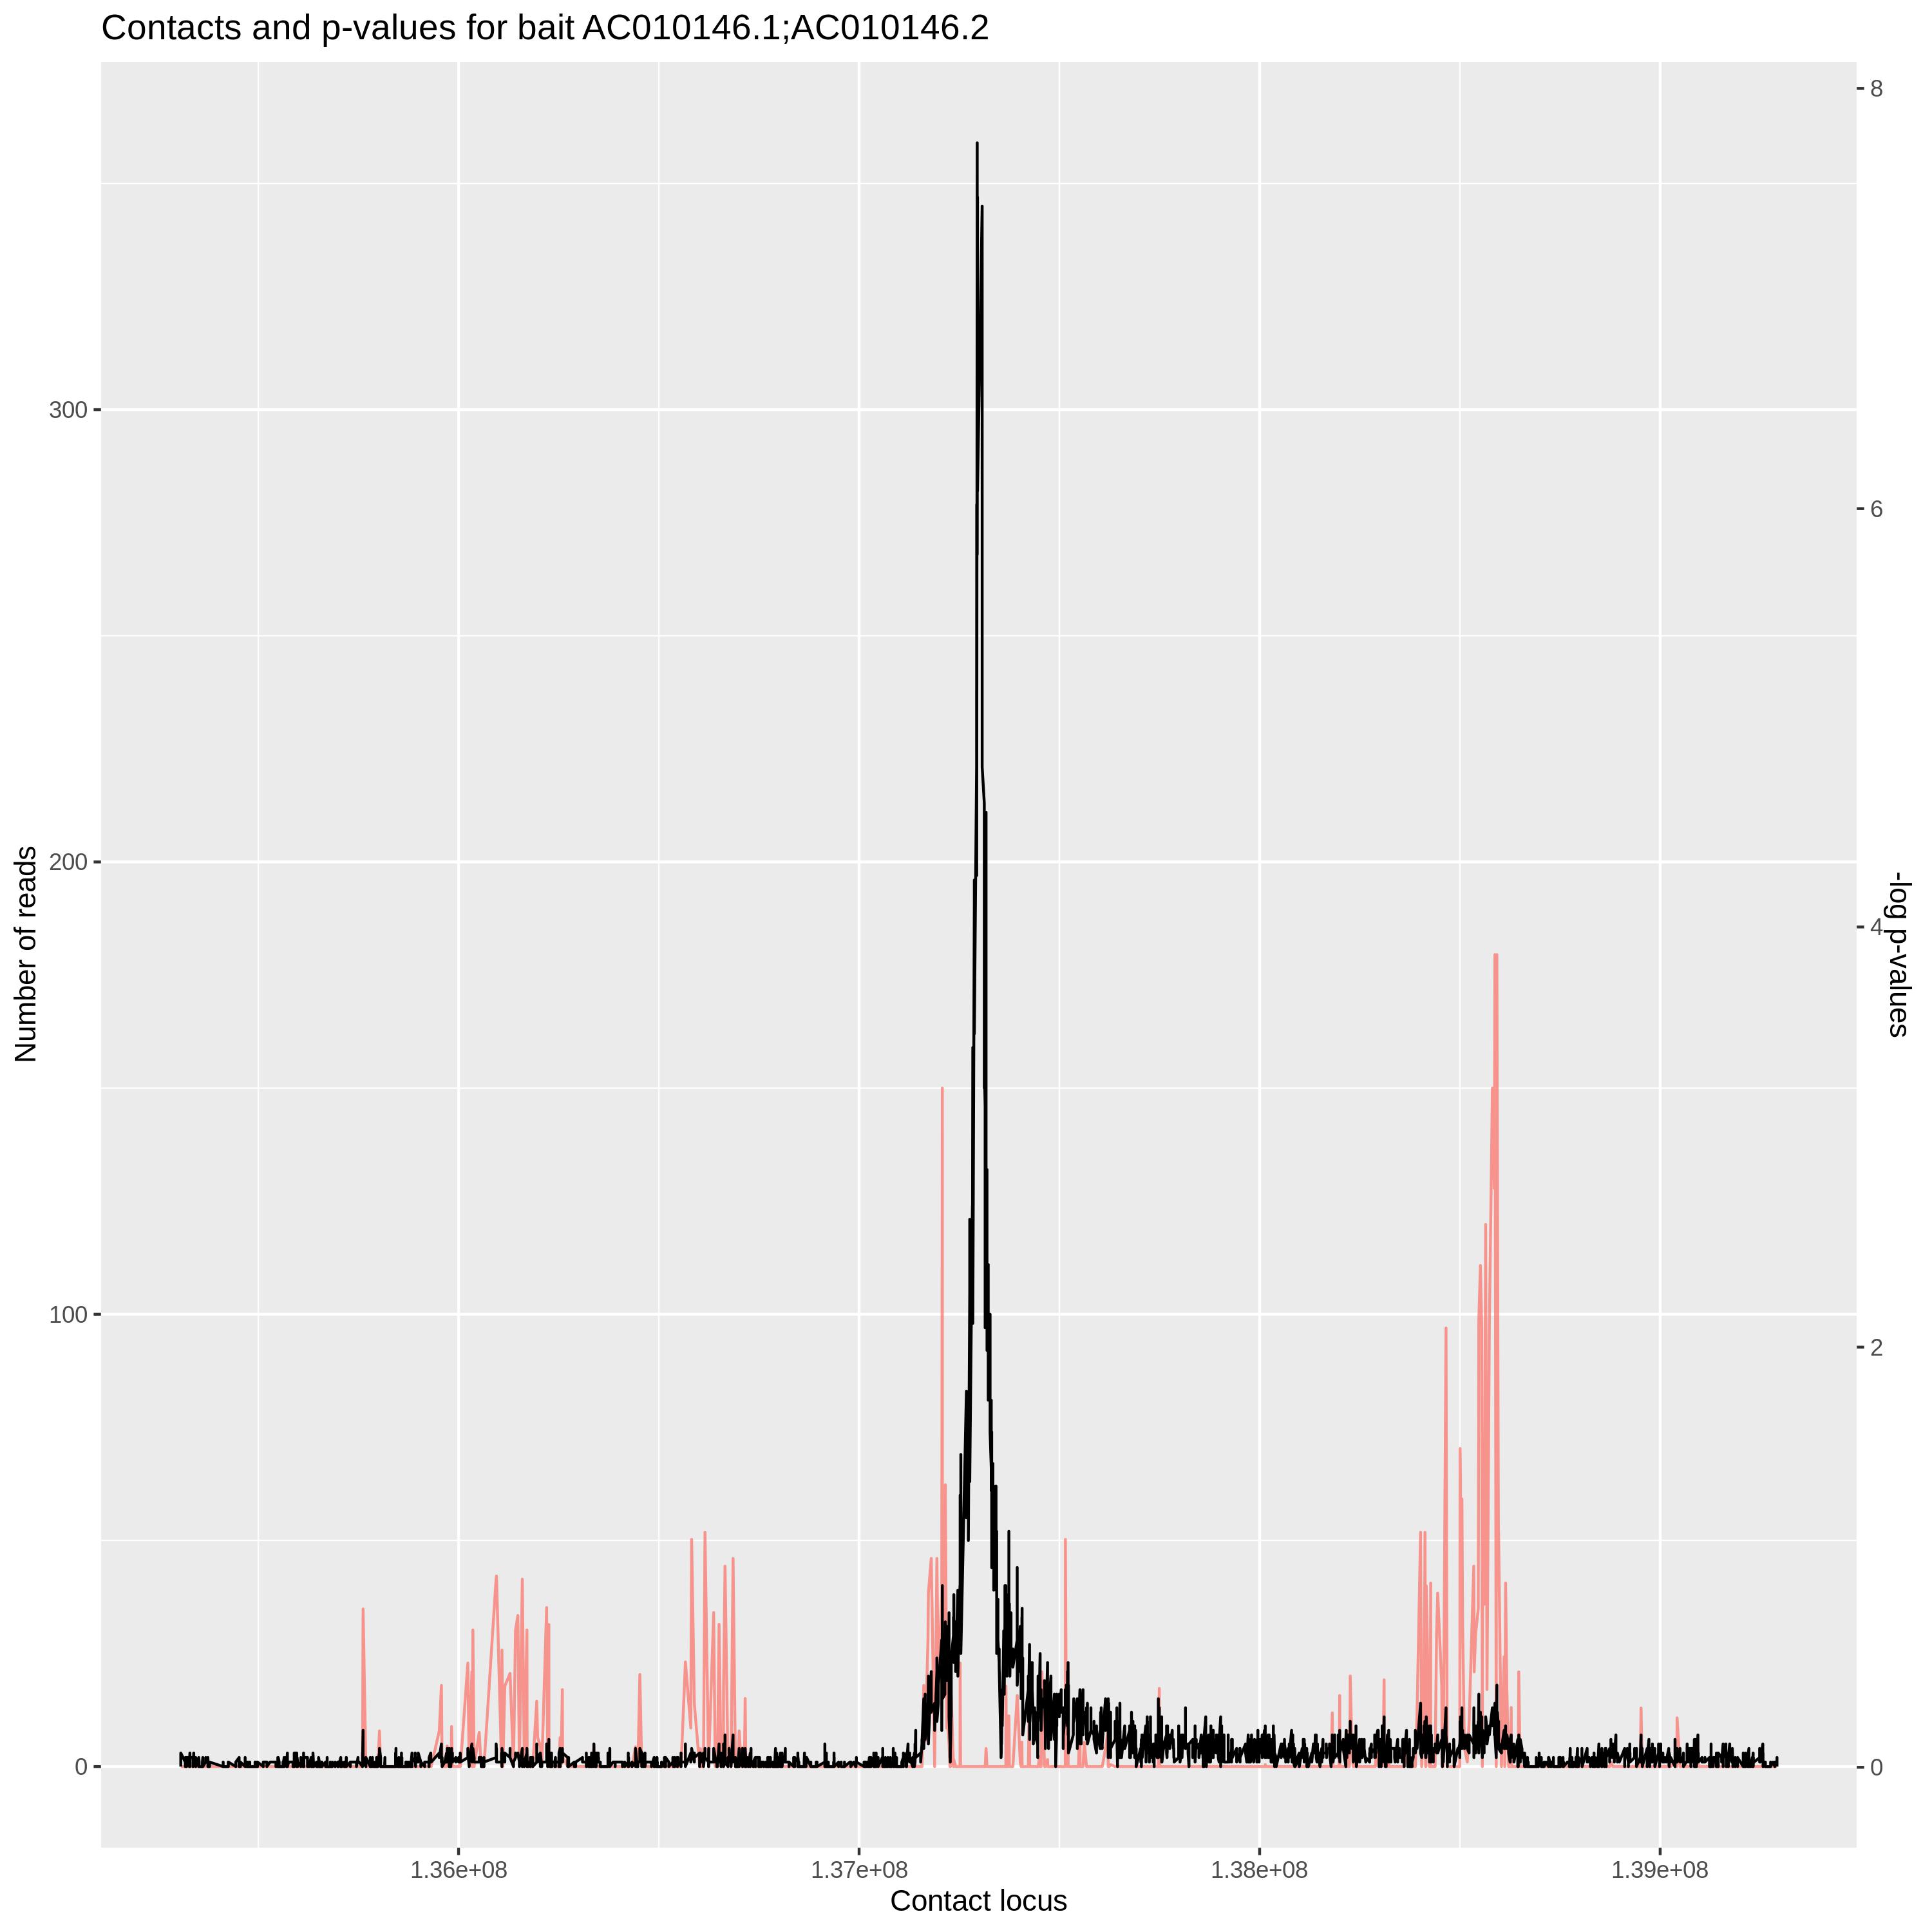 Contacts and p-values for bait AC010146.1;AC010146.2
Number of reads
300
200
100
0
8
6
4
2
0
-log p-values
1.36e+08
1.37e+08
1.38e+08
1.39e+08
Contact locus